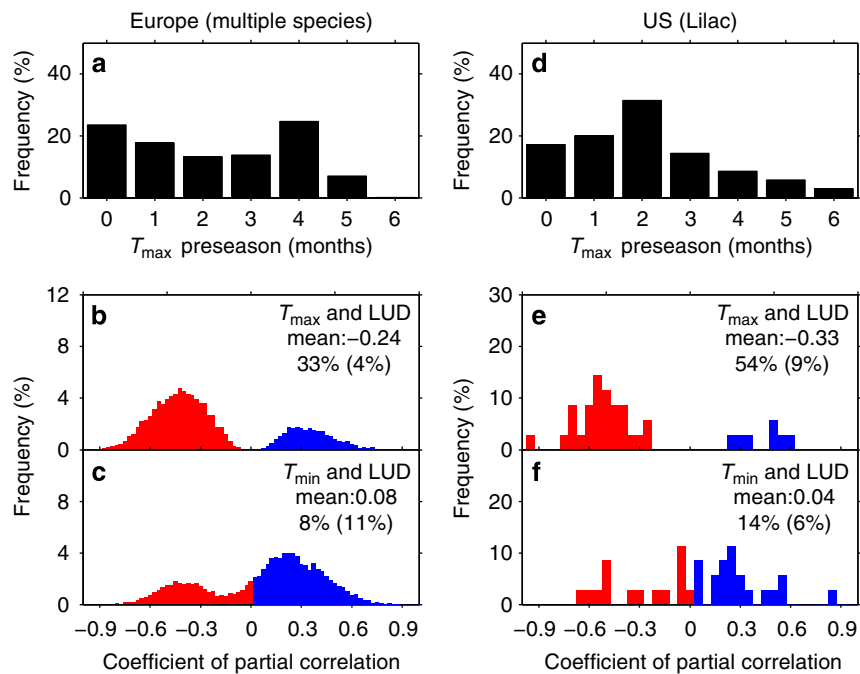 Europe (multiple species)
a
Frequency (%)
40
20
0
0 1 2 3 4 5 6
Tmax preseason (months)
US (Lilac)
d
Frequency (%)
40
20
0
0 1 2 3 4 5 6
Tmax preseason (months)
b
Tmax and LUD
mean:−0.24
33% (4%)
12
8
4
0
c
Tmin and LUD
mean:0.08
8% (11%)
8
4
0
Frequency (%)
−0.9 −0.6 −0.3 0 0.3 0.6 0.9
Coefficient of partial correlation
e
Tmax and LUD
mean:−0.33
54% (9%)
30
20
10
0
f
Tmin and LUD
mean:0.04
14% (6%)
20
10
0
Frequency (%)
−0.9 −0.6 −0.3 0 0.3 0.6 0.9
Coefficient of partial correlation